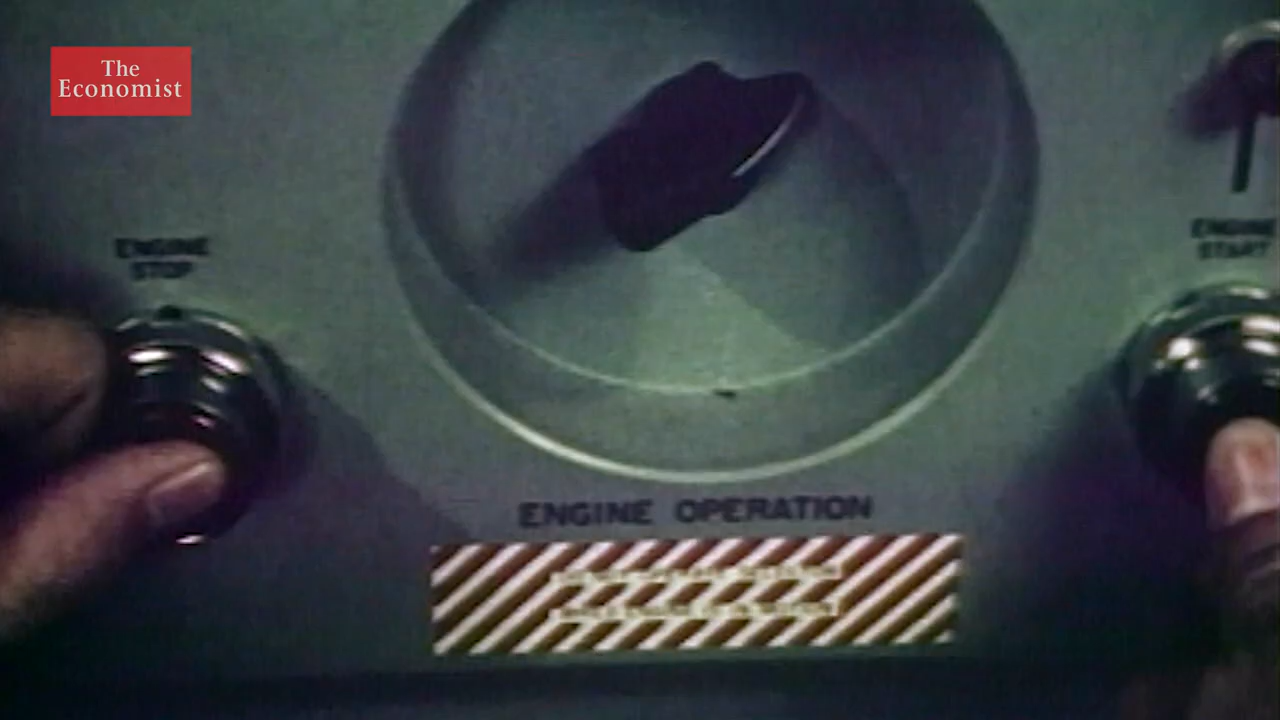 The
Economist
ENGINE
STOP
ENGINE
START
ENGINE OPERATION